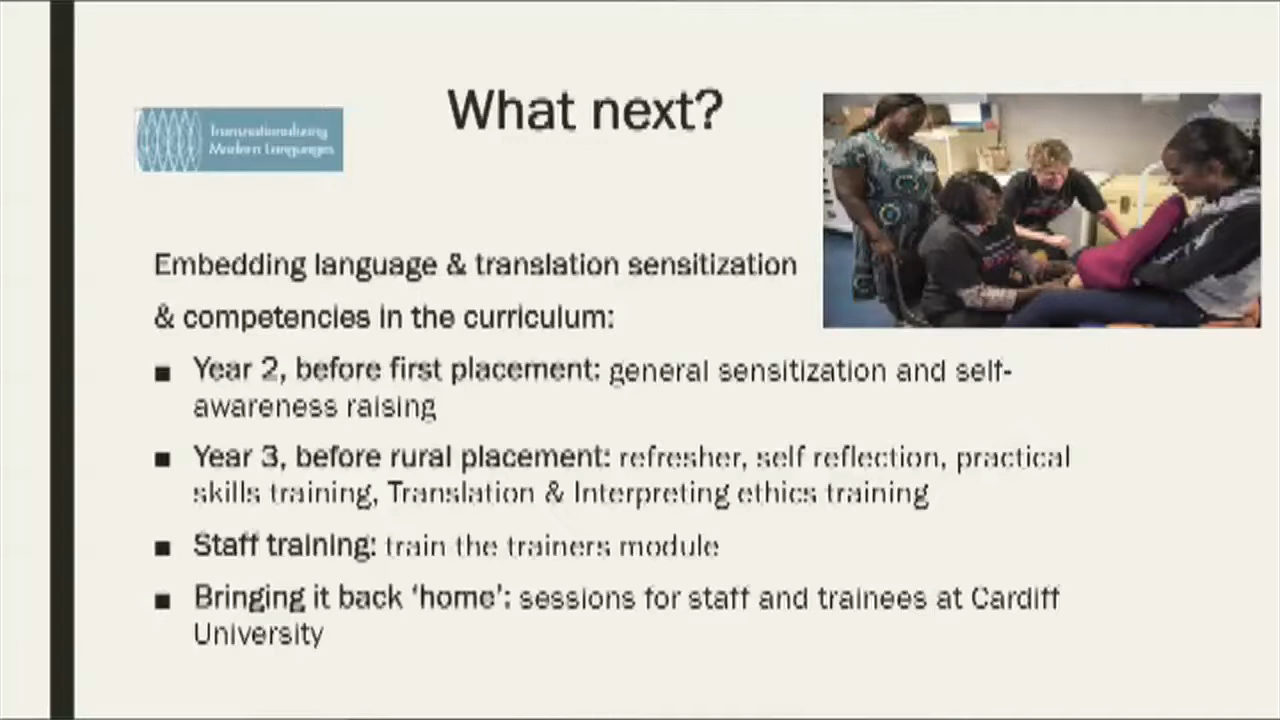 What next?
Transnationalizing
Modern Languages
Embedding language & translation sensitization
& competencies in the curriculum:
■ Year 2, before first placement: general sensitization and self-
awareness raising
■ Year 3, before rural placement: refresher, self reflection, practical
skills training, Translation & Interpreting ethics training
■ Staff training: train the trainers module
■ Bringing it back ‘home’: sessions for staff and trainees at Cardiff
University